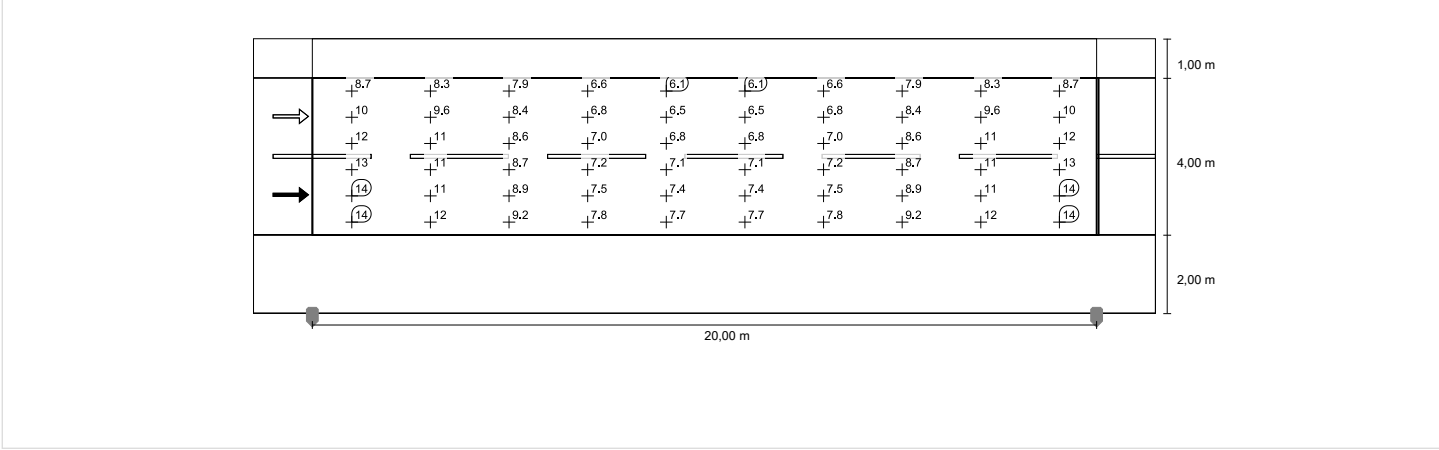 1,00 m
8.7 8.3 7.9 6.6 6.1 6.1 6.6 7.9 8.3 8.7
10 9.6 8.4 6.8 6.5 6.5 6.8 8.4 9.6 10
12 11 8.6 7.0 6.8 6.8 7.0 8.6 11 12
4,00 m
13 11 8.7 7.2 7.1 7.1 7.2 8.7 11 13
14 11 8.9 7.5 7.4 7.4 7.5 8.9 11 14
14 12 9.2 7.8 7.7 7.7 7.8 9.2 12 14
2,00 m
20,00 m